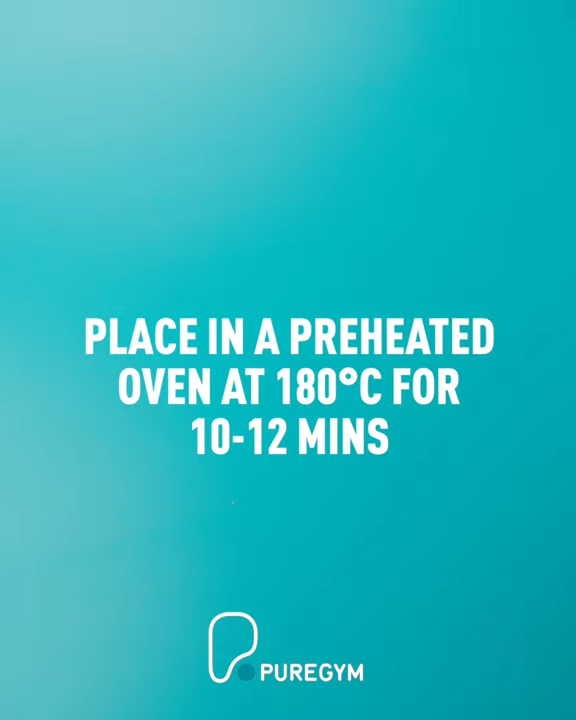 PLACE IN A PREHEATED
OVEN AT 180°C FOR
10-12 MINS
PUREGYM